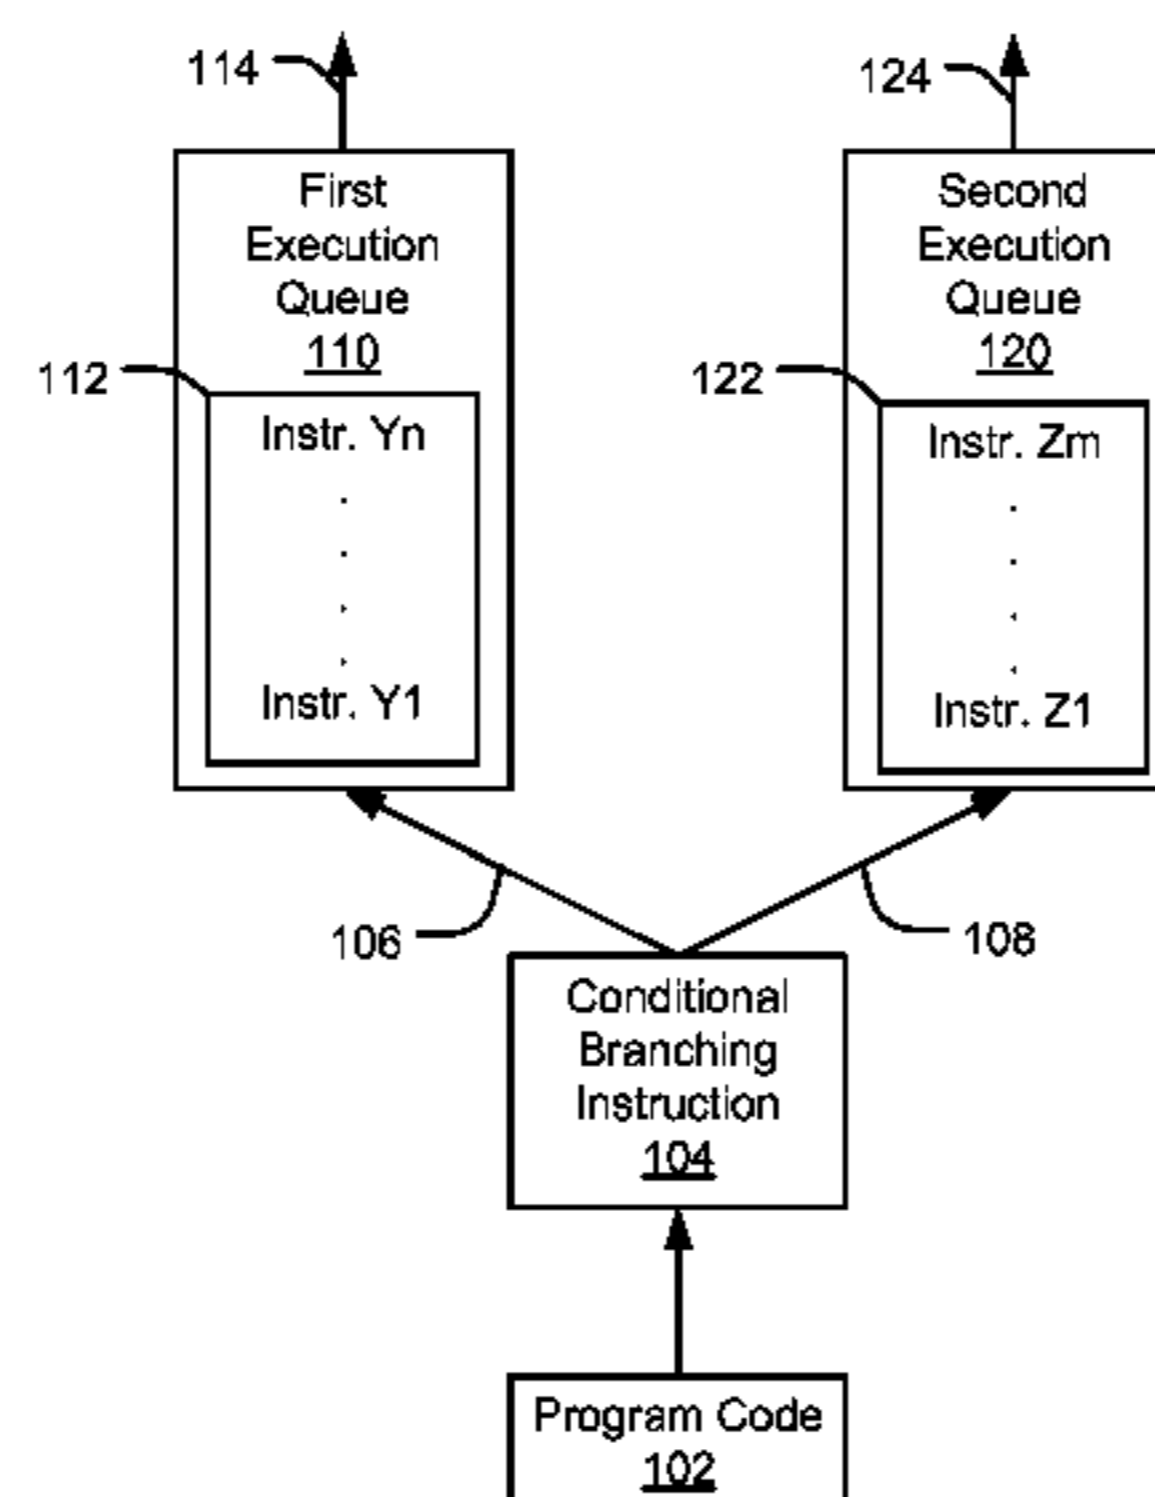 114
124
First
Execution
Queue
110
Second
Execution
Queue
120
112
122
Instr. Yn
.
.
.
.
Instr. Y1
Instr. Zm
.
.
.
.
Instr. Z1
106
108
Conditional
Branching
Instruction
104
Program Code
102